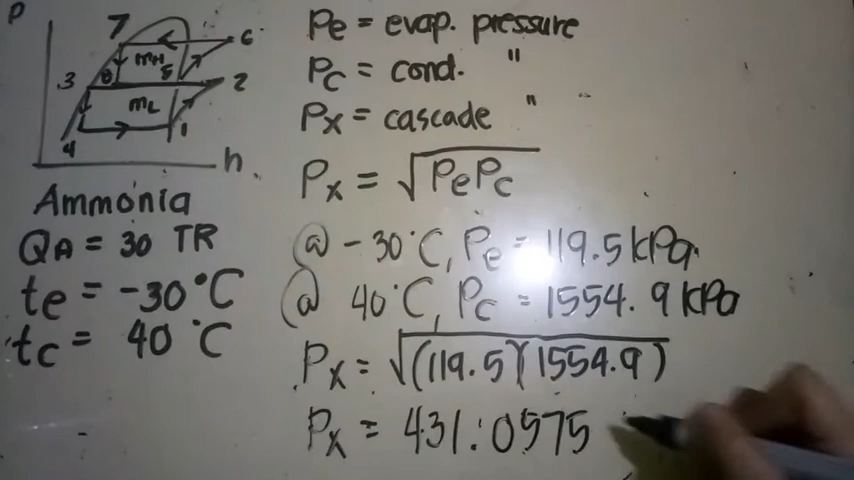 P
7
6
mH
3
8
5
2
mL
1
4
h
Ammonia
QA = 30 TR
te = -30°C
tc = 40°C
Pe = evap. pressure
Pc = cond. "
Px = cascade "
Px = √PePc
@ -30°C, Pe = 119.5 kPa
@ 40°C, Pc = 1554.9 kPa
Px = √(119.5)(1554.9)
Px = 431.0575